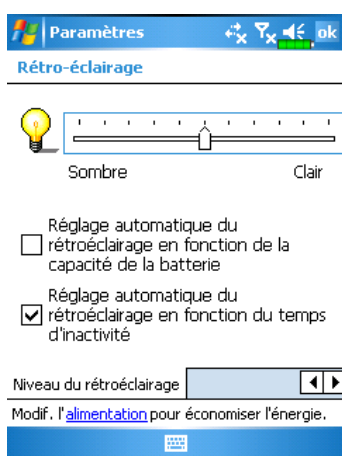 Paramètres ok
Rétro-éclairage
Sombre Clair
Réglage automatique du
rétroéclairage en fonction de la
capacité de la batterie
Réglage automatique du
rétroéclairage en fonction du temps
d'inactivité
Niveau du rétroéclairage
Modif. l'alimentation pour économiser l'énergie.